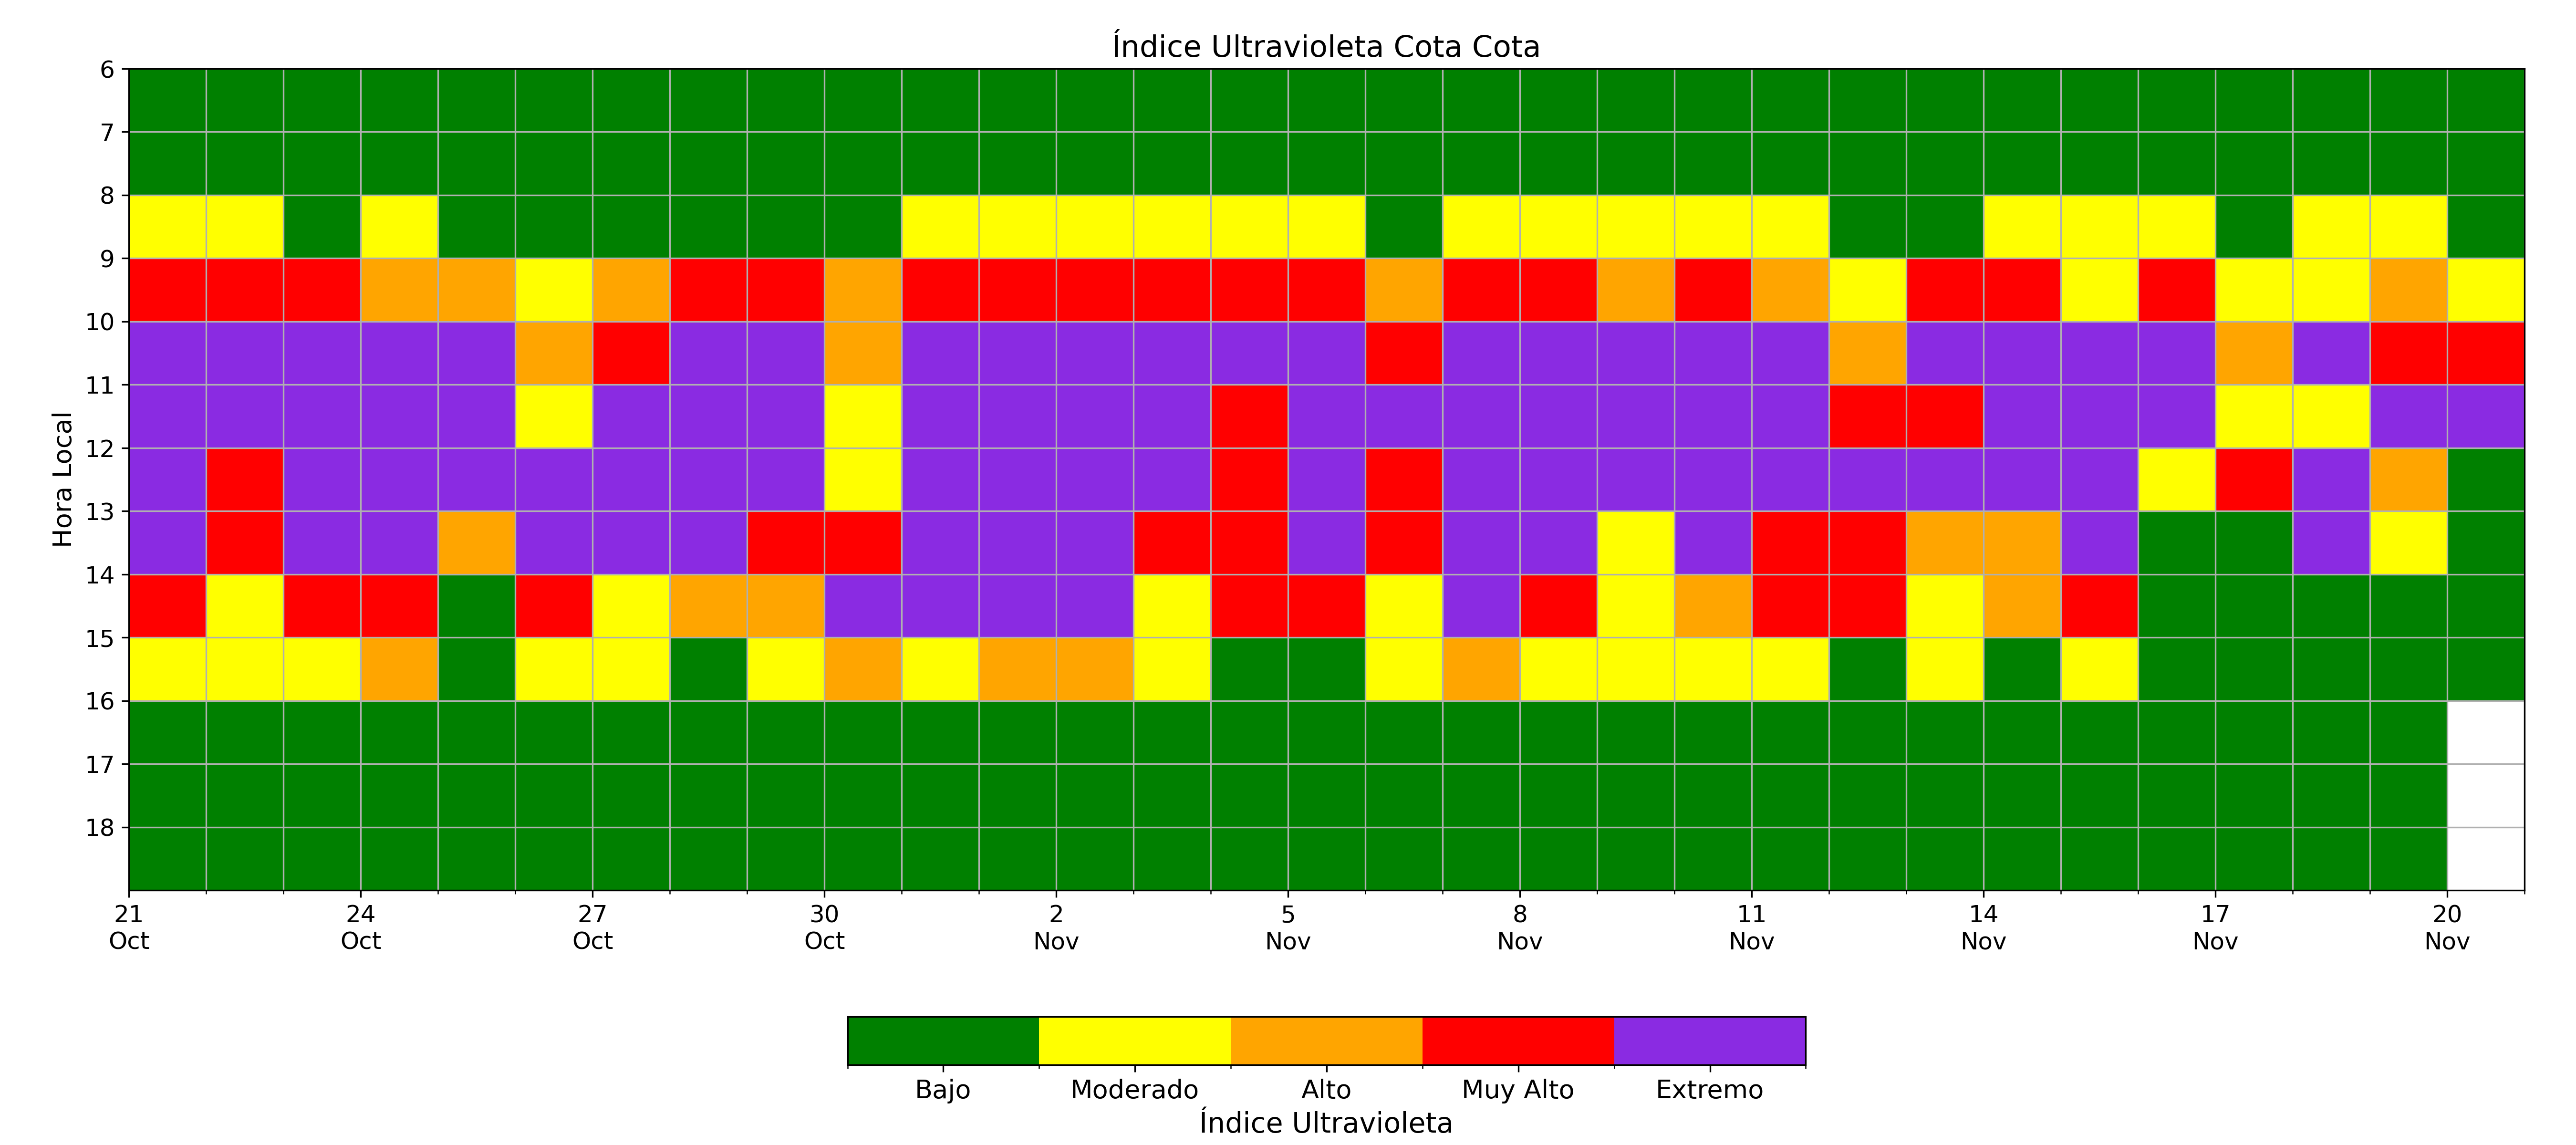 Índice Ultravioleta Cota Cota
Hora Local
6
7
8
9
10
11
12
13
14
15
16
17
18
21 24 27 30 2 5 8 11 14 17 20
Oct Oct Oct Oct Nov Nov Nov Nov Nov Nov Nov
Bajo Moderado Alto Muy Alto Extremo
Índice Ultravioleta